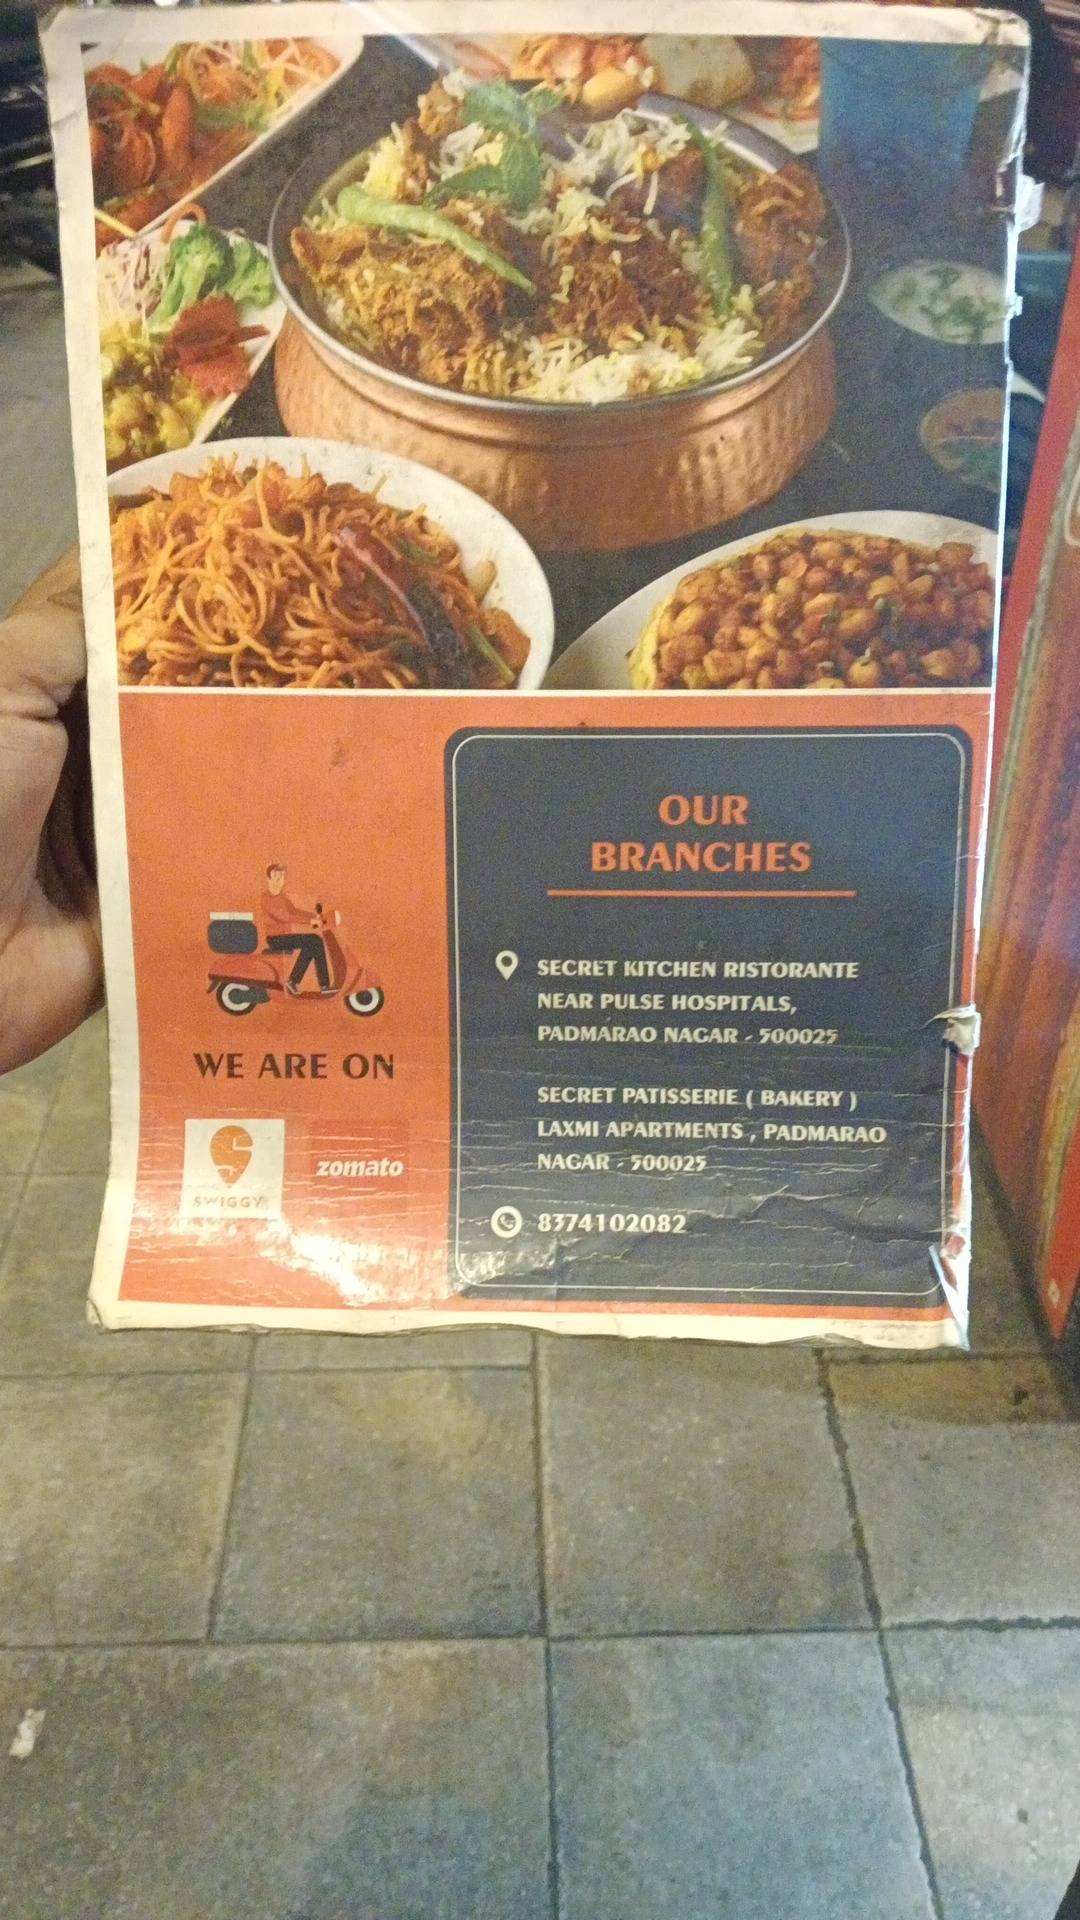 OUR
BRANCHES
SECRET KITCHEN RISTORANTE
NEAR PULSE HOSPITALS,
PADMARAO NAGAR - 500025
SECRET PATISSERIE ( BAKERY )
LAXMI APARTMENTS , PADMARAO
NAGAR - 500025
8374102082
WE ARE ON
SWIGGY
zomato